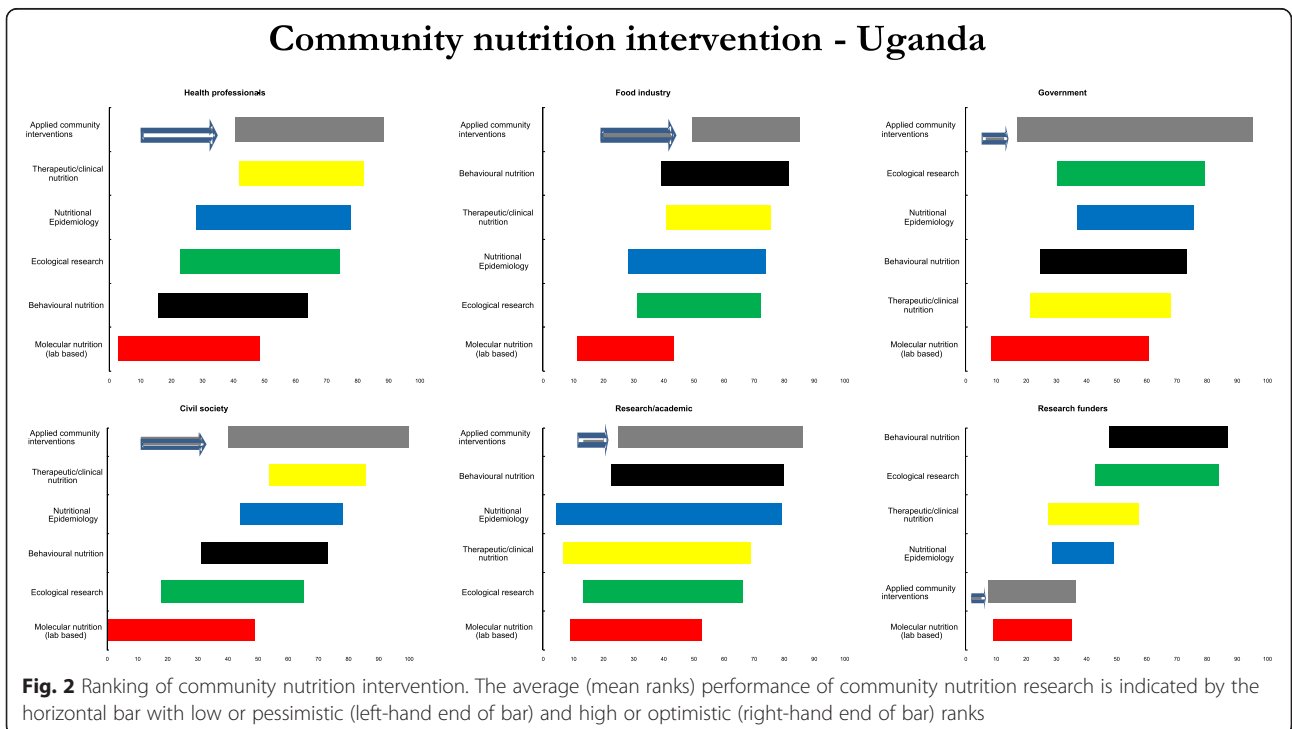 Community nutrition intervention - Uganda
Health professionals
Applied community
interventions
Therapeutic/clinical
nutrition
Nutritional
Epidemiology
Ecological research
Behavioural nutrition
Molecular nutrition
(lab based)
0 10 20 30 40 50 60 70 80 90 100
Food industry
Applied community
interventions
Behavioural nutrition
Therapeutic/clinical
nutrition
Nutritional
Epidemiology
Ecological research
Molecular nutrition
(lab based)
0 10 20 30 40 50 60 70 80 90 100
Government
Applied community
interventions
Ecological research
Nutritional
Epidemiology
Behavioural nutrition
Therapeutic/clinical
nutrition
Molecular nutrition
(lab based)
0 10 20 30 40 50 60 70 80 90 100
Civil society
Applied community
interventions
Therapeutic/clinical
nutrition
Nutritional
Epidemiology
Behavioural nutrition
Ecological research
Molecular nutrition
(lab based)
0 10 20 30 40 50 60 70 80 90 100
Research/academic
Applied community
interventions
Behavioural nutrition
Nutritional
Epidemiology
Therapeutic/clinical
nutrition
Ecological research
Molecular nutrition
(lab based)
0 10 20 30 40 50 60 70 80 90 100
Research funders
Behavioural nutrition
Ecological research
Therapeutic/clinical
nutrition
Nutritional
Epidemiology
Applied community
interventions
Molecular nutrition
(lab based)
0 10 20 30 40 50 60 70 80 90 100
Fig. 2 Ranking of community nutrition intervention. The average (mean ranks) performance of community nutrition research is indicated by the
horizontal bar with low or pessimistic (left-hand end of bar) and high or optimistic (right-hand end of bar) ranks